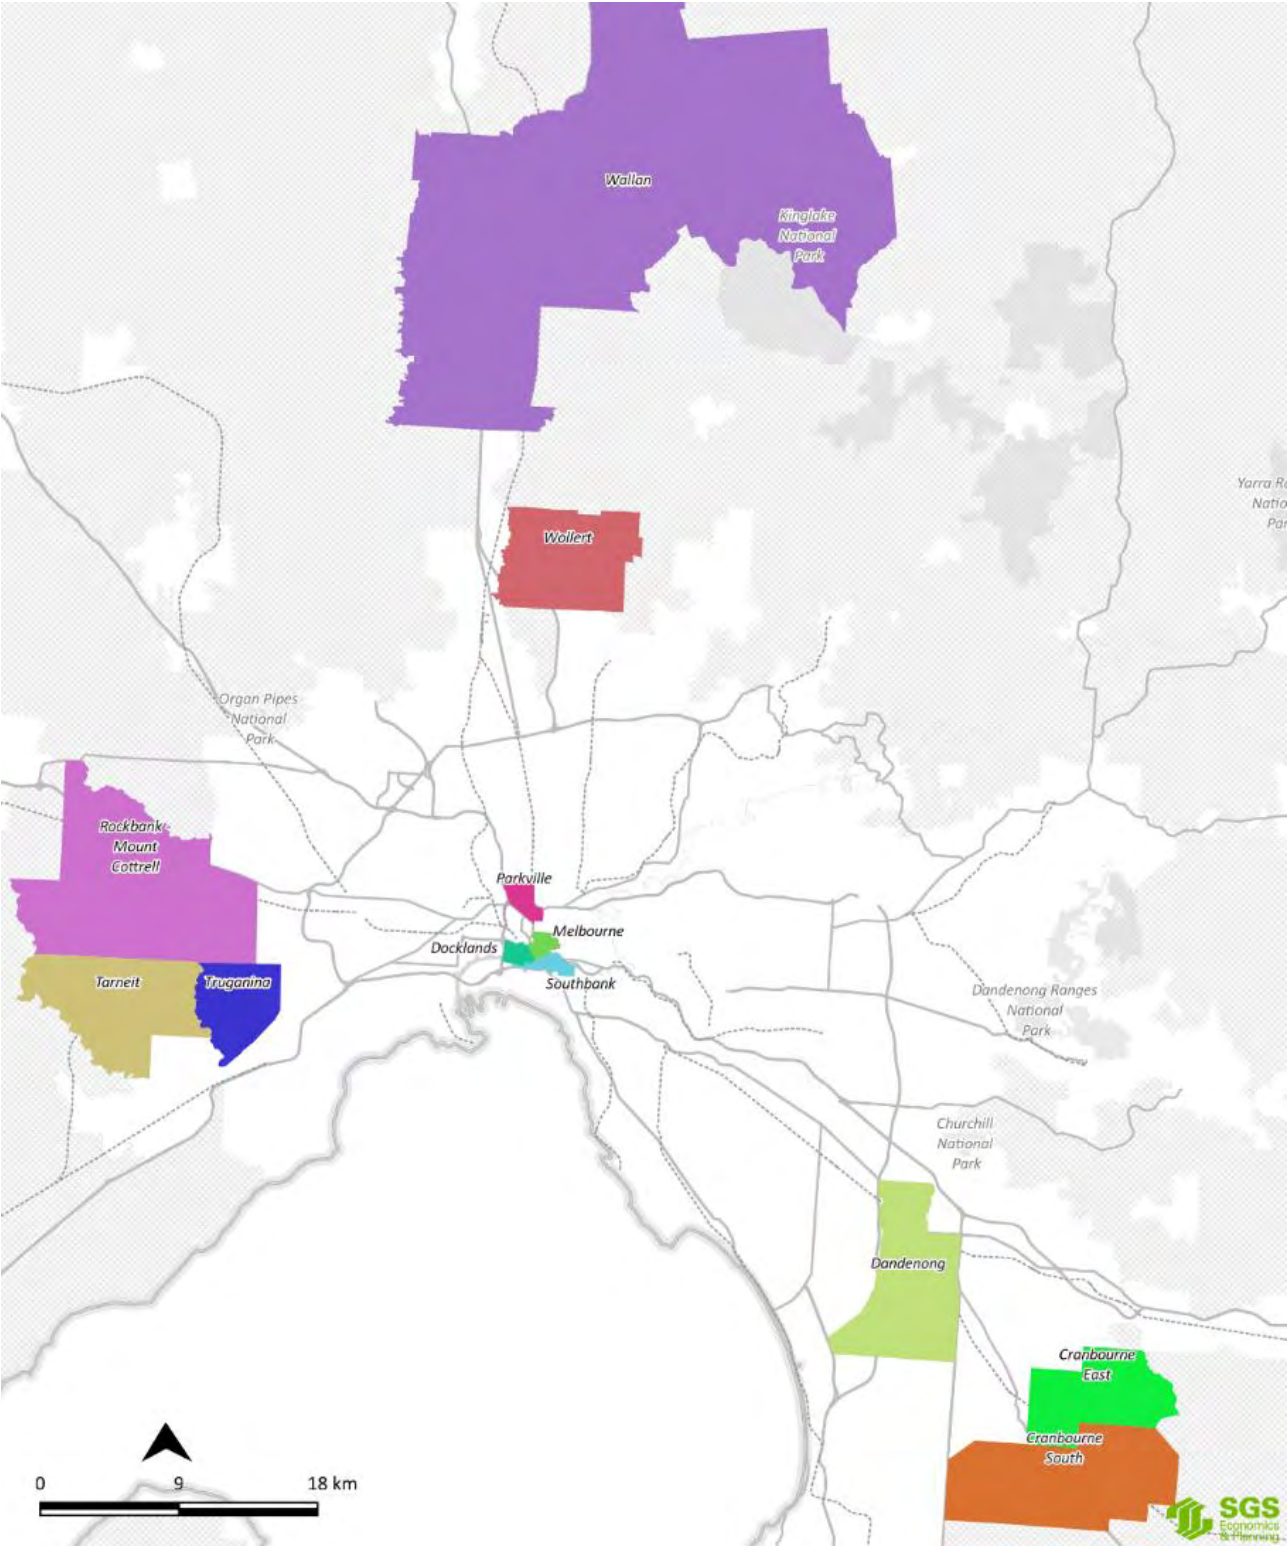 Wallan
Kinglake
National
Park
Yarra R
Natio
Par
Wollert
Organ Pipes
National
Park
Rockbank -
Mount
Cottrell
Parkville
Melbourne
Docklands
Southbank
Tarneit
Truganina
Dandenong Ranges
National
Park
Churchill
National
Park
Dandenong
Cranbourne
East
Cranbourne
South
0 9 18 km
SGS
Economics
& Planning